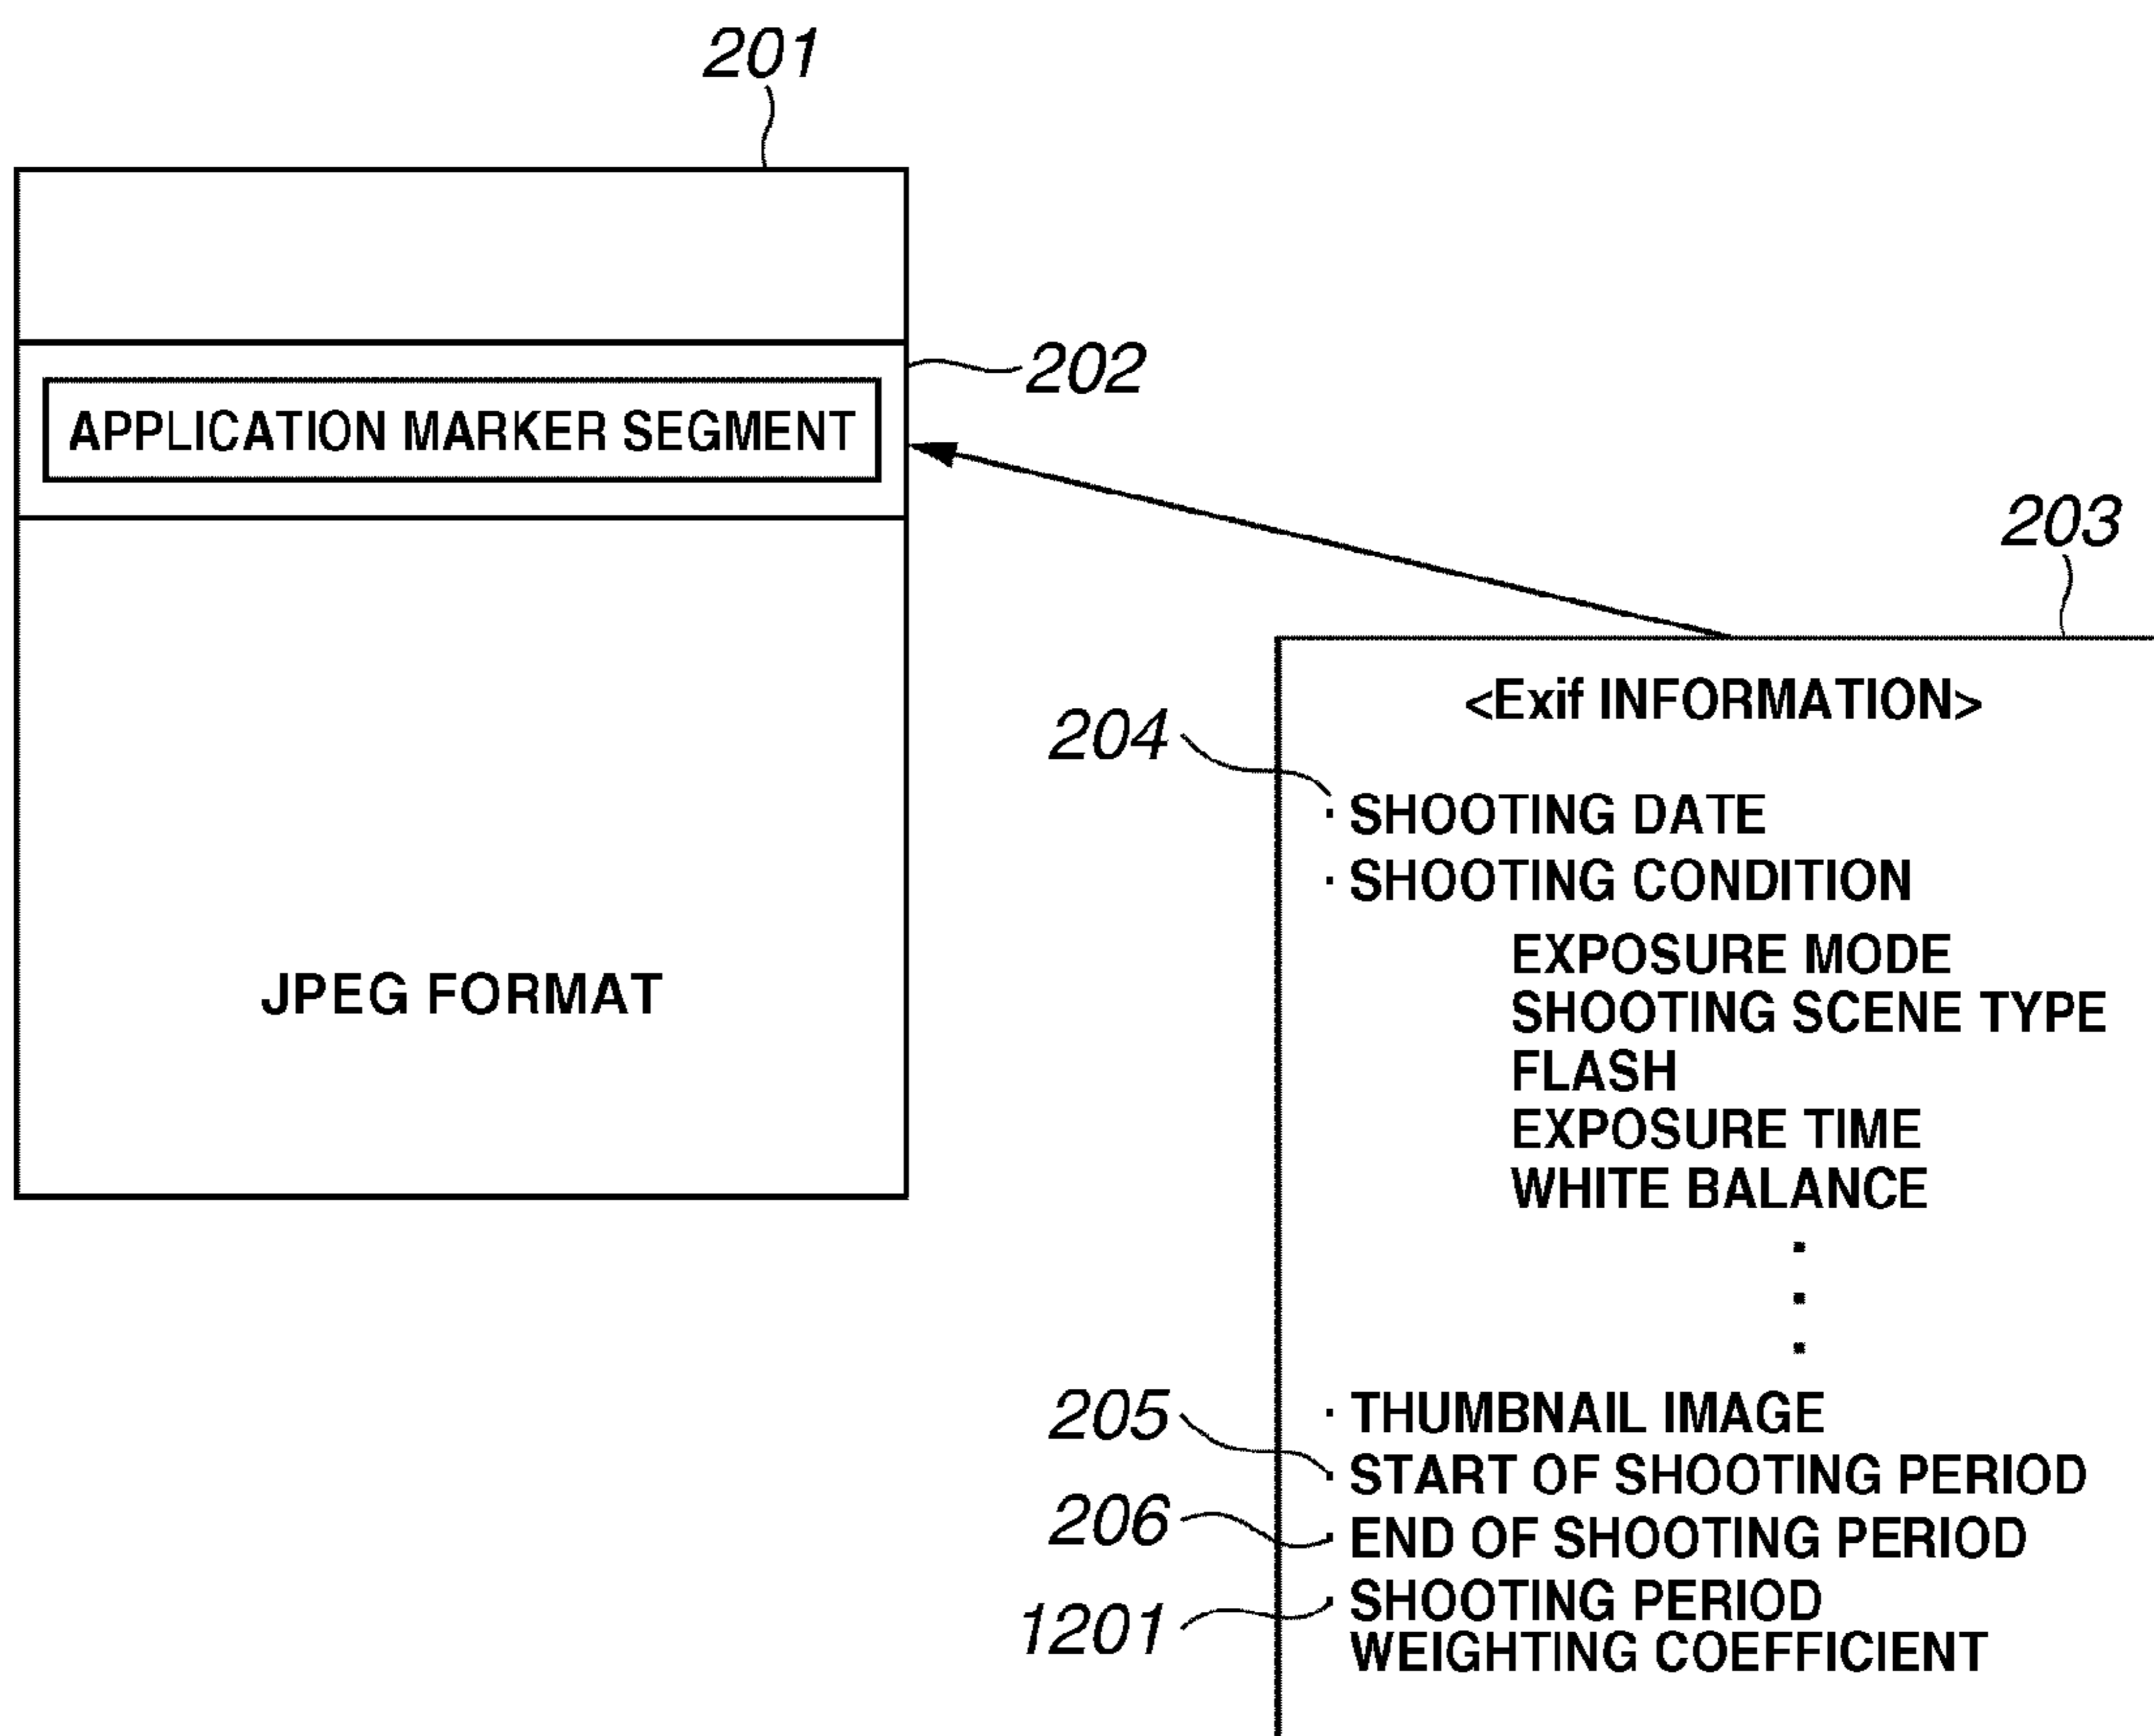 201
202
APPLICATION MARKER SEGMENT
203
<Exif INFORMATION>
204
· SHOOTING DATE
· SHOOTING CONDITION
EXPOSURE MODE
SHOOTING SCENE TYPE
FLASH
EXPOSURE TIME
WHITE BALANCE
JPEG FORMAT
· THUMBNAIL IMAGE
205
· START OF SHOOTING PERIOD
206
· END OF SHOOTING PERIOD
1201
· SHOOTING PERIOD
WEIGHTING COEFFICIENT